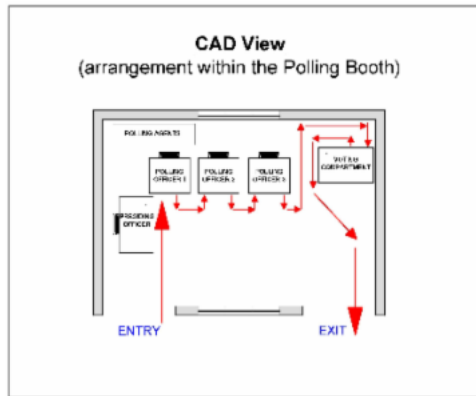 CAD View
(arrangement within the Polling Booth)
POLLING AGENTS
POLLING
OFFICER 1
POLLING
OFFICER 2
POLLING
OFFICER 3
VOTING
COMPARTMENT
PRESIDING
OFFICER
ENTRY
EXIT